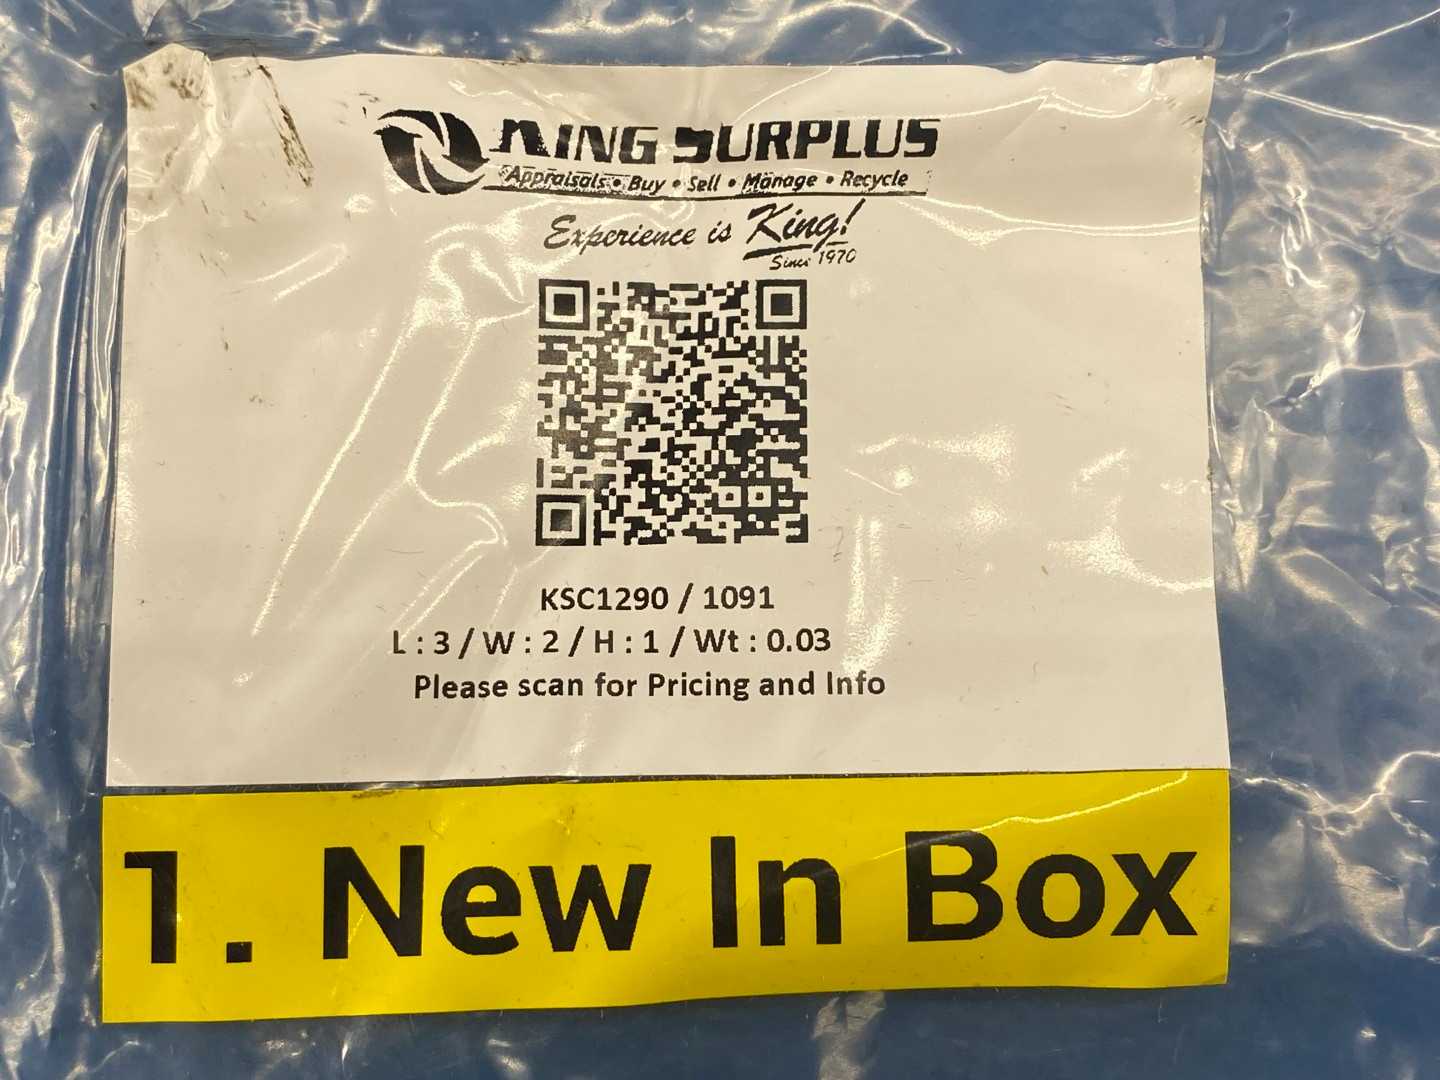 KING SURPLUS
Appraisals • Buy • Sell • Manage • Recycle
Experience is King!
Since 1970
KSC1290 / 1091
L : 3 / W : 2 / H : 1 / Wt : 0.03
Please scan for Pricing and Info
1. New In Box